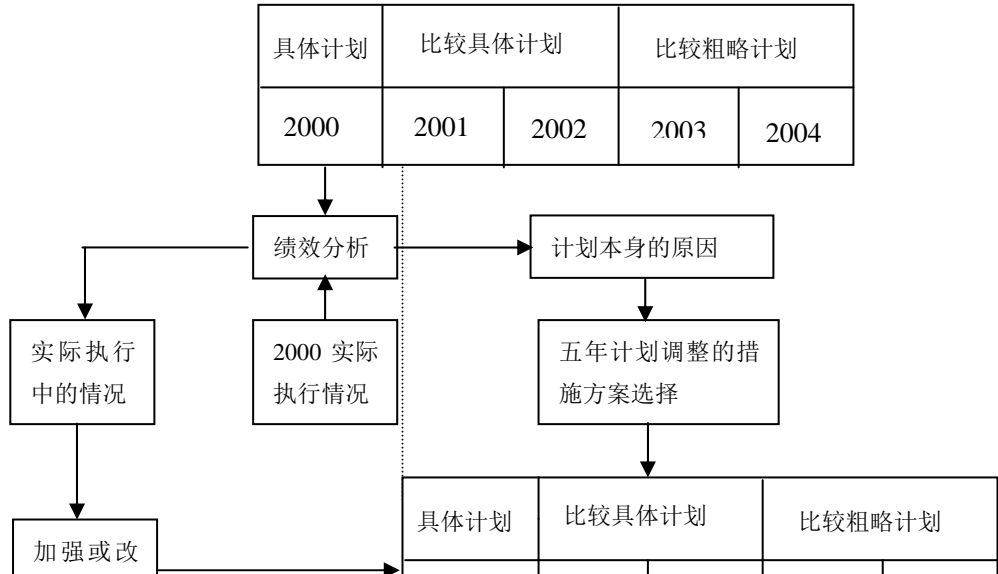 具体计划 比较具体计划 比较粗略计划
2000 2001 2002 2003 2004
绩效分析 计划本身的原因
实际执行
中的情况
2000 实际
执行情况
五年计划调整的措
施方案选择
具体计划 比较具体计划 比较粗略计划
加强或改